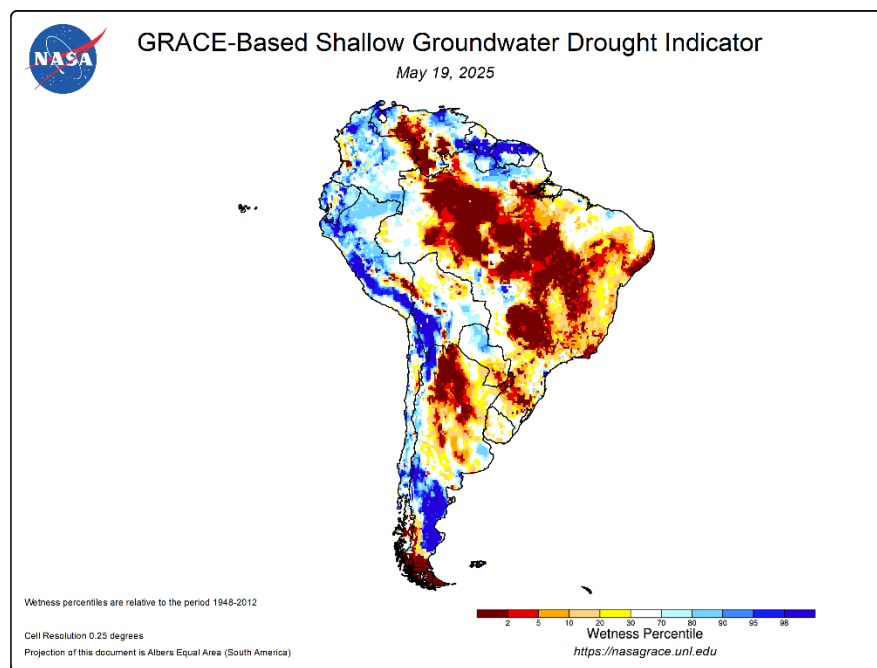 NASA
GRACE-Based Shallow Groundwater Drought Indicator
May 19, 2025
Wetness percentiles are relative to the period 1948-2012
Cell Resolution 0.25 degrees
Projection of this document is Albers Equal Area (South America)
2 5 10 20 30 70 80 90 95 98
Wetness Percentile
https://nasagrace.unl.edu